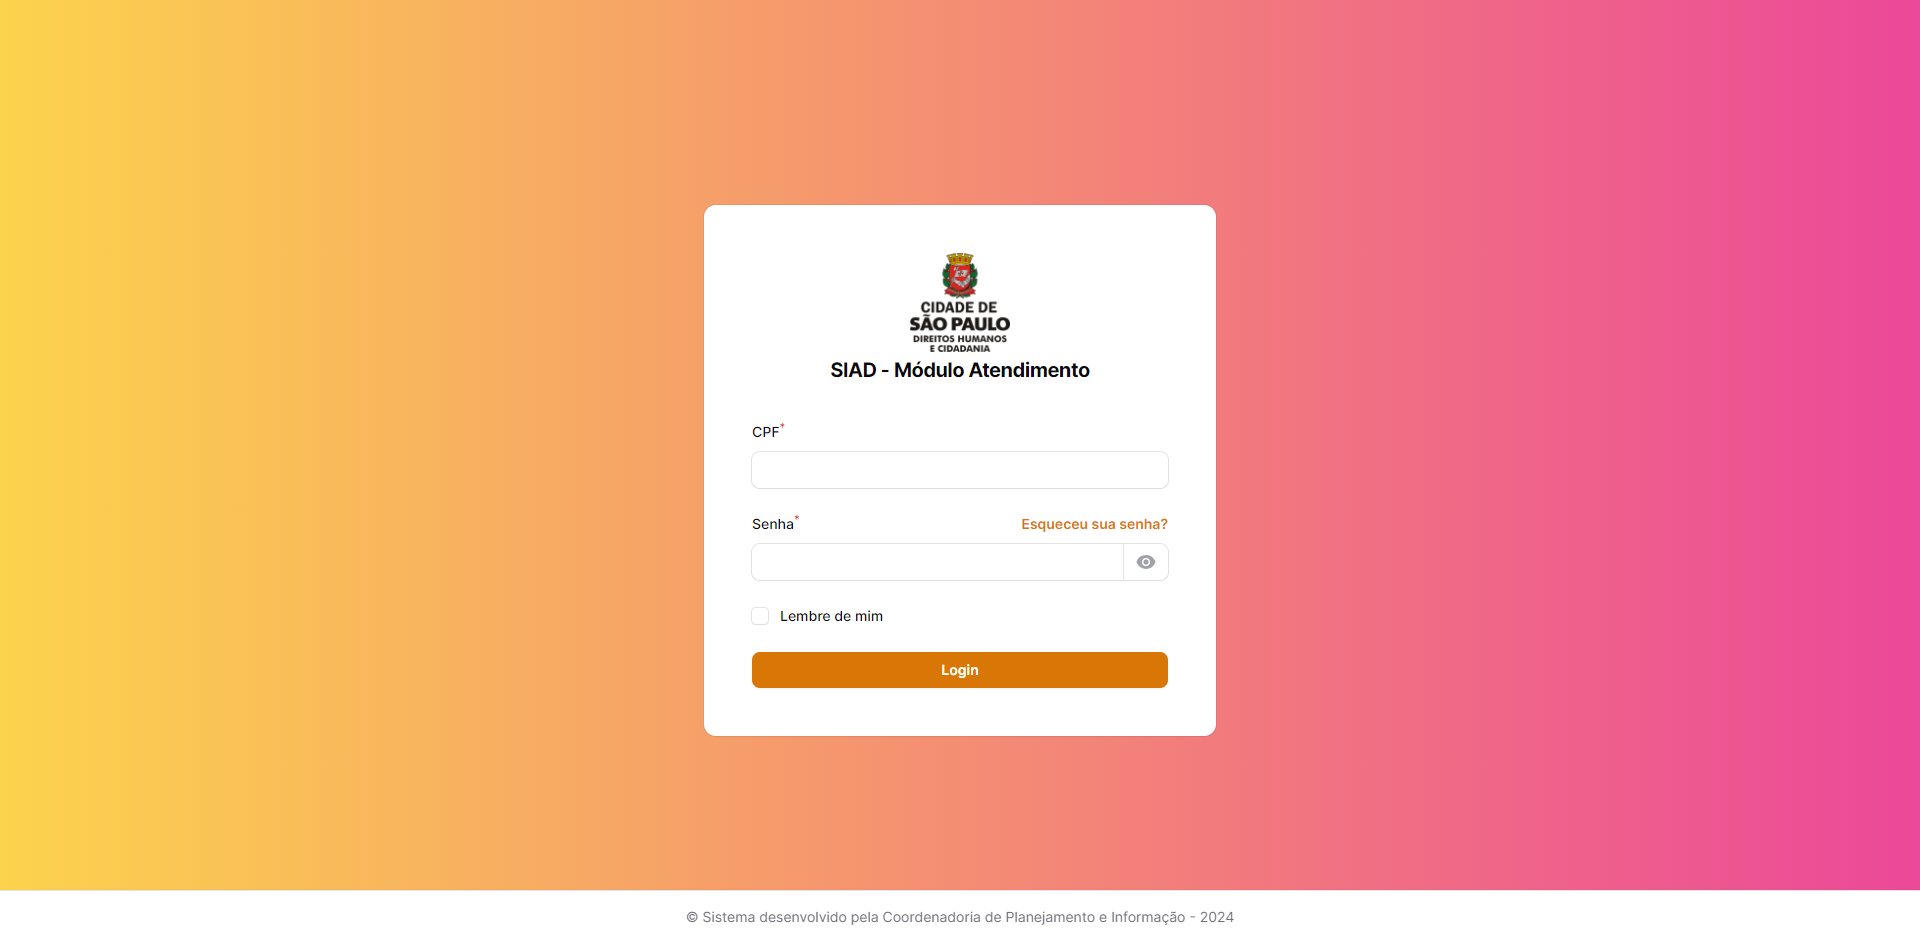 CIDADE DE
SÃO PAULO
DIREITOS HUMANOS
E CIDADANIA
SIAD - Módulo Atendimento
CPF*
Senha*
Esqueceu sua senha?
Lembre de mim
Login
© Sistema desenvolvido pela Coordenadoria de Planejamento e Informação - 2024